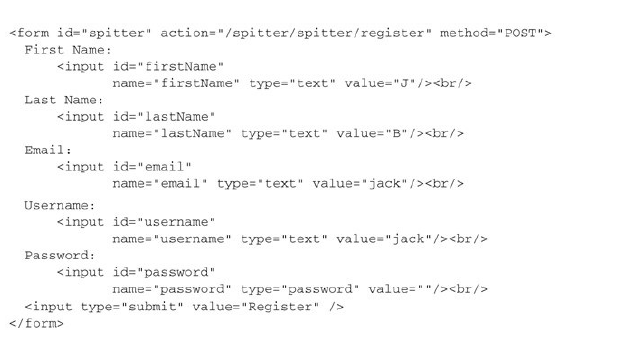 <form id="spitter" action="/spitter/spitter/register" method="POST">
First Name:
<input id="firstName"
name="firstName" type="text" value="J"/><br/>
Last Name:
<input id="lastName"
name="lastName" type="text" value="B"/><br/>
Email:
<input id="email"
name="email" type="text" value="jack"/><br/>
Username:
<input id="username"
name="username" type="text" value="jack"/><br/>
Password:
<input id="password"
name="password" type="password" value=""/><br/>
<input type="submit" value="Register" />
</form>